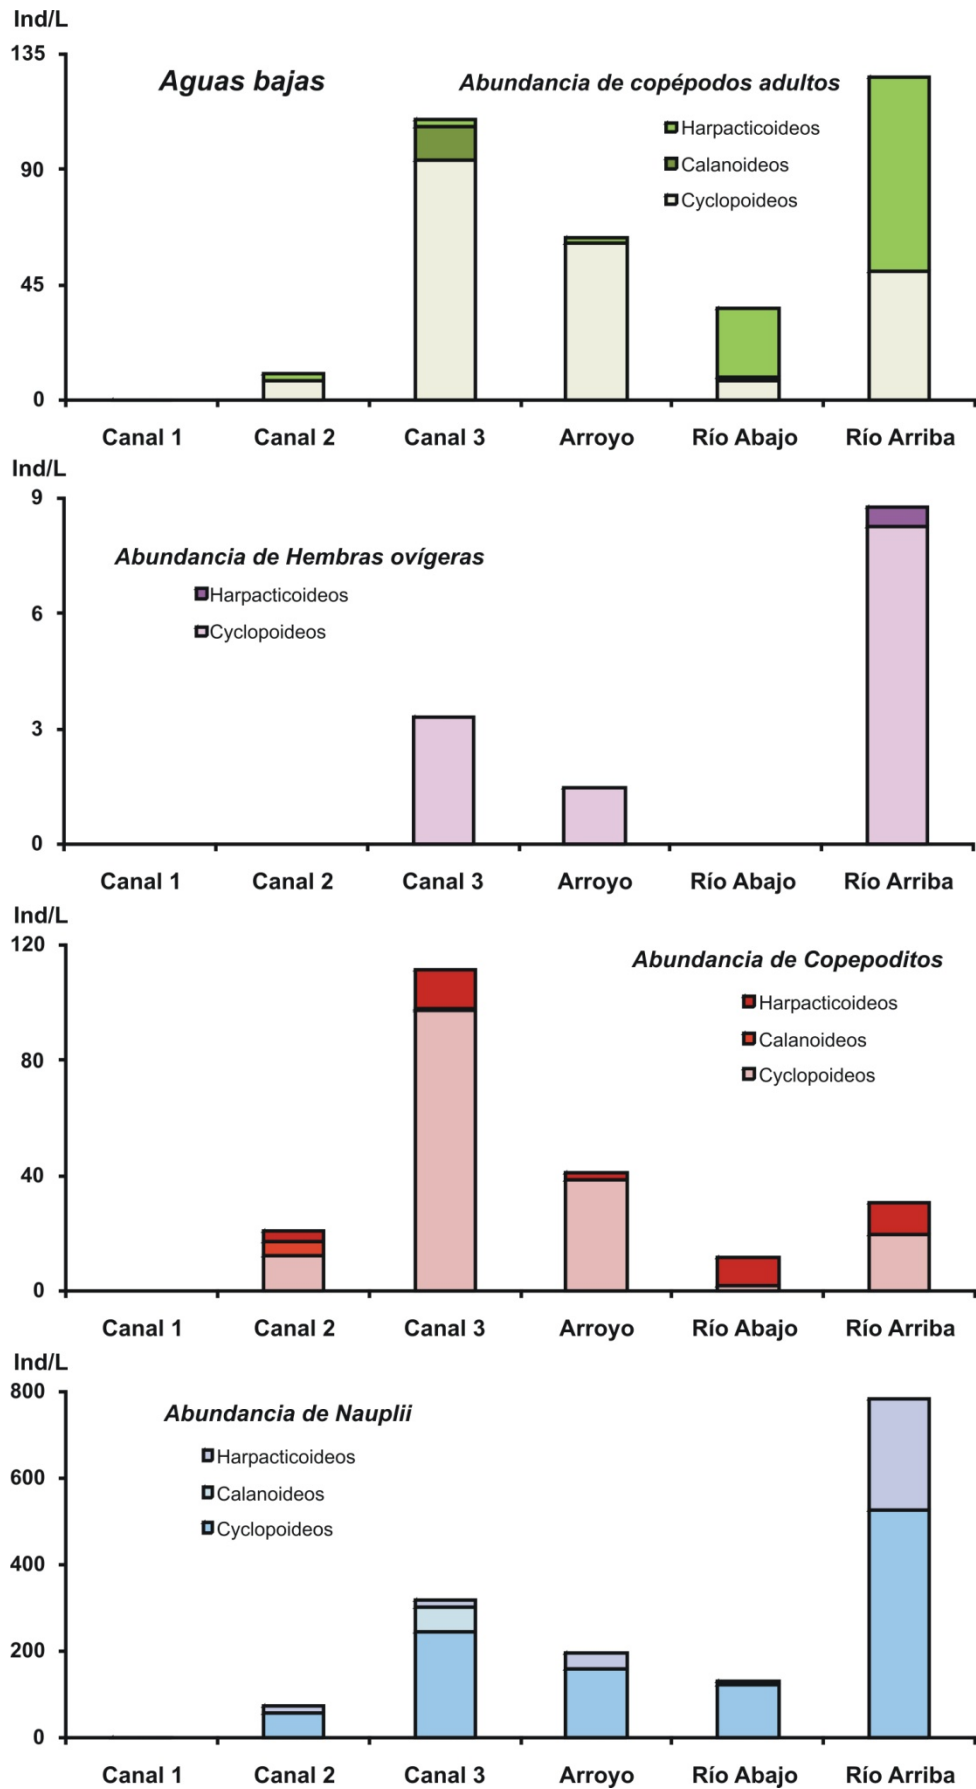 Ind/L
135
Aguas bajas
Abundancia de copépodos adultos
Harpacticoideos
Calanoideos
Cyclopoideos
90
45
0
Canal 1 Canal 2 Canal 3 Arroyo Río Abajo Río Arriba
Ind/L
9
Abundancia de Hembras ovígeras
Harpacticoideos
Cyclopoideos
6
3
0
Canal 1 Canal 2 Canal 3 Arroyo Río Abajo Río Arriba
Ind/L
120
Abundancia de Copepoditos
Harpacticoideos
Calanoideos
Cyclopoideos
80
40
0
Canal 1 Canal 2 Canal 3 Arroyo Río Abajo Río Arriba
Ind/L
800
Abundancia de Nauplii
Harpacticoideos
Calanoideos
Cyclopoideos
600
400
200
0
Canal 1 Canal 2 Canal 3 Arroyo Río Abajo Río Arriba